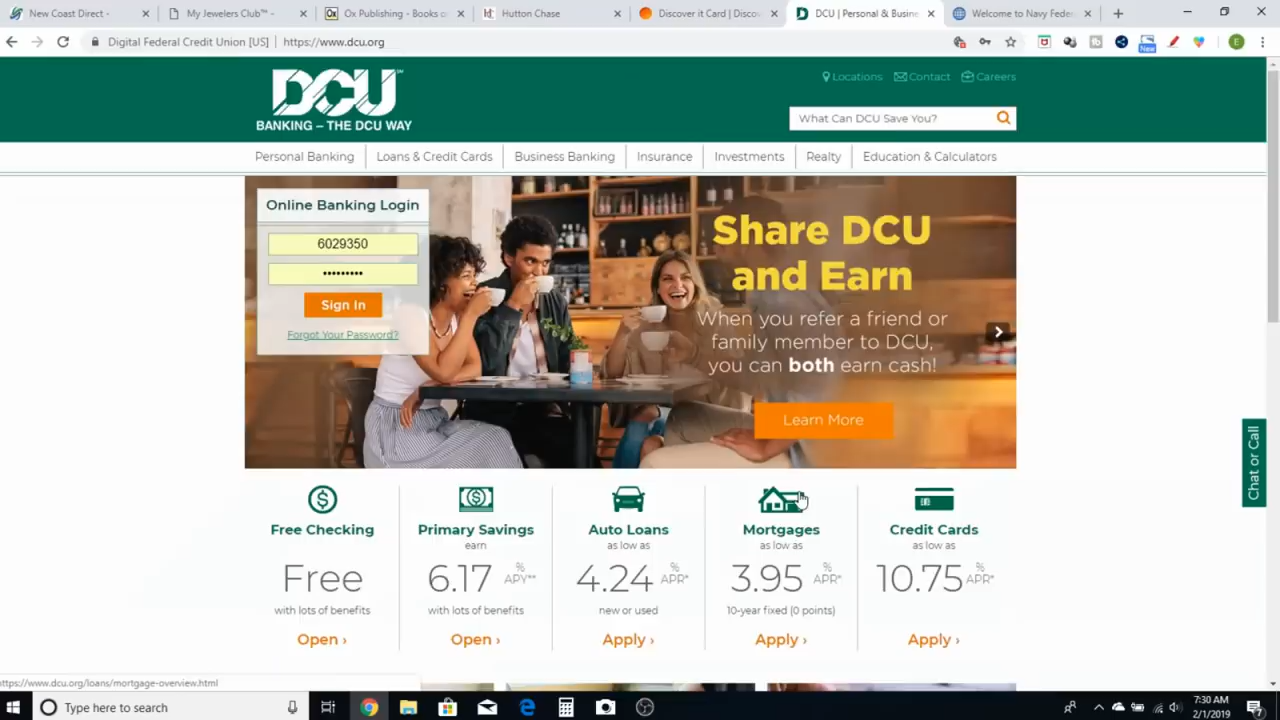 New Coast Direct -
My Jewelers Club™ -
Ox Publishing - Books o
Hutton Chase
Discover it Card | Discov
DCU | Personal & Busine
Welcome to Navy Feder
Digital Federal Credit Union [US] | https://www.dcu.org
New
E
DCU
BANKING – THE DCU WAY
Locations
Contact
Careers
What Can DCU Save You?
Personal Banking
Loans & Credit Cards
Business Banking
Insurance
Investments
Realty
Education & Calculators
Online Banking Login
6029350
•••••••••
Sign In
Forgot Your Password?
Share DCU
and Earn
When you refer a friend or
family member to DCU,
you can both earn cash!
Learn More
Chat or Call
Free Checking
Free
with lots of benefits
Open ›
Primary Savings
earn
6.17 % APY**
with lots of benefits
Open ›
Auto Loans
as low as
4.24 % APR*
new or used
Apply ›
Mortgages
as low as
3.95 % APR*
10-year fixed (0 points)
Apply ›
Credit Cards
as low as
10.75 % APR*
Apply ›
https://www.dcu.org/loans/mortgage-overview.html
Type here to search
7:30 AM
2/1/2019